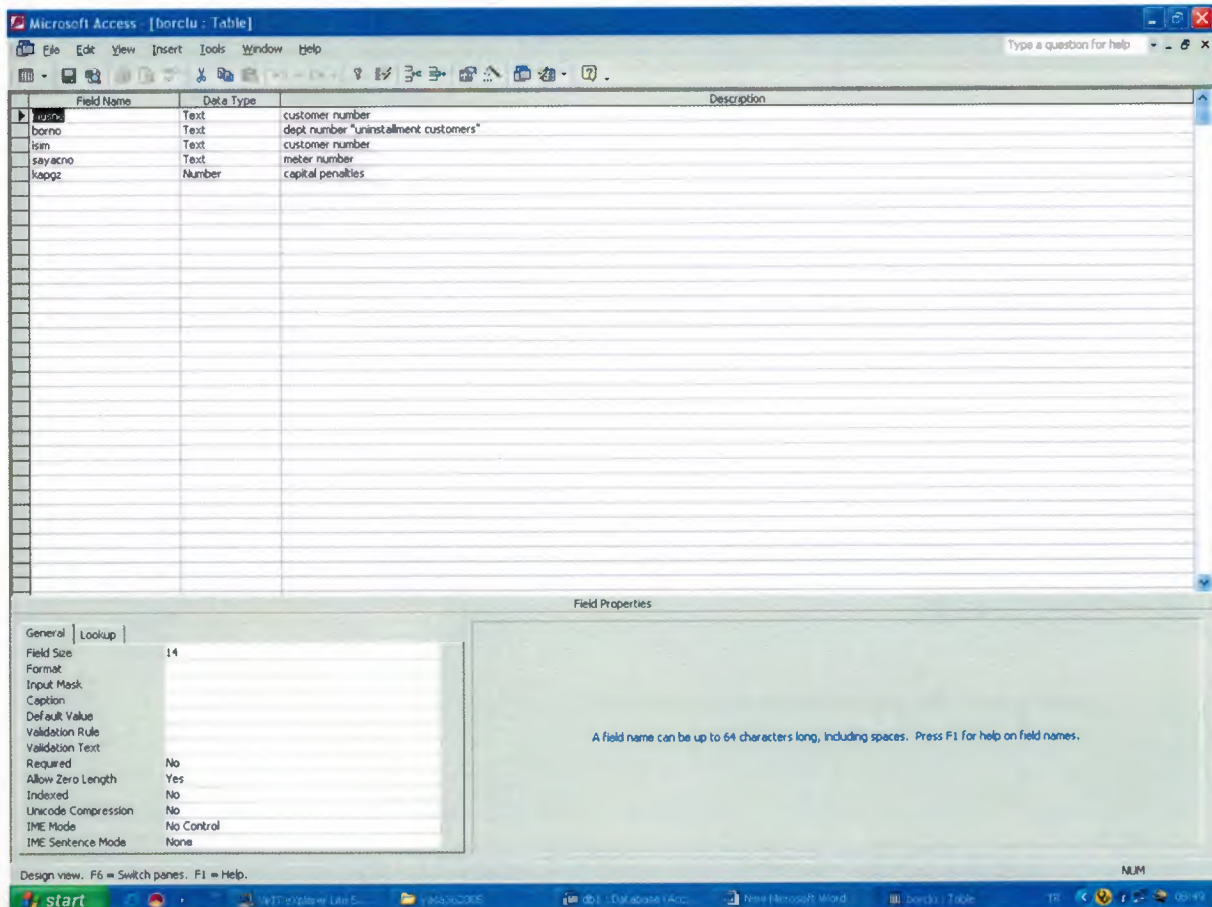 Microsoft Access - [borclu : Table]
File Edit View Insert Tools Window Help
Type a question for help
Field Name Data Type Description
Text customer number
borno Text dept number "uninstallment customers"
isim Text customer number
sayacno Text meter number
kapgz Number capital penalties
Field Properties
General Lookup
Field Size 14
Format
Input Mask
Caption
Default Value
Validation Rule
Validation Text
Required No
Allow Zero Length Yes
Indexed No
Unicode Compression No
IME Mode No Control
IME Sentence Mode None
A field name can be up to 64 characters long, including spaces. Press F1 for help on field names.
Design view. F6 = Switch panes. F1 = Help.
NUM
start db1 : Database (Acc... New Microsoft Word borclu : Table TR